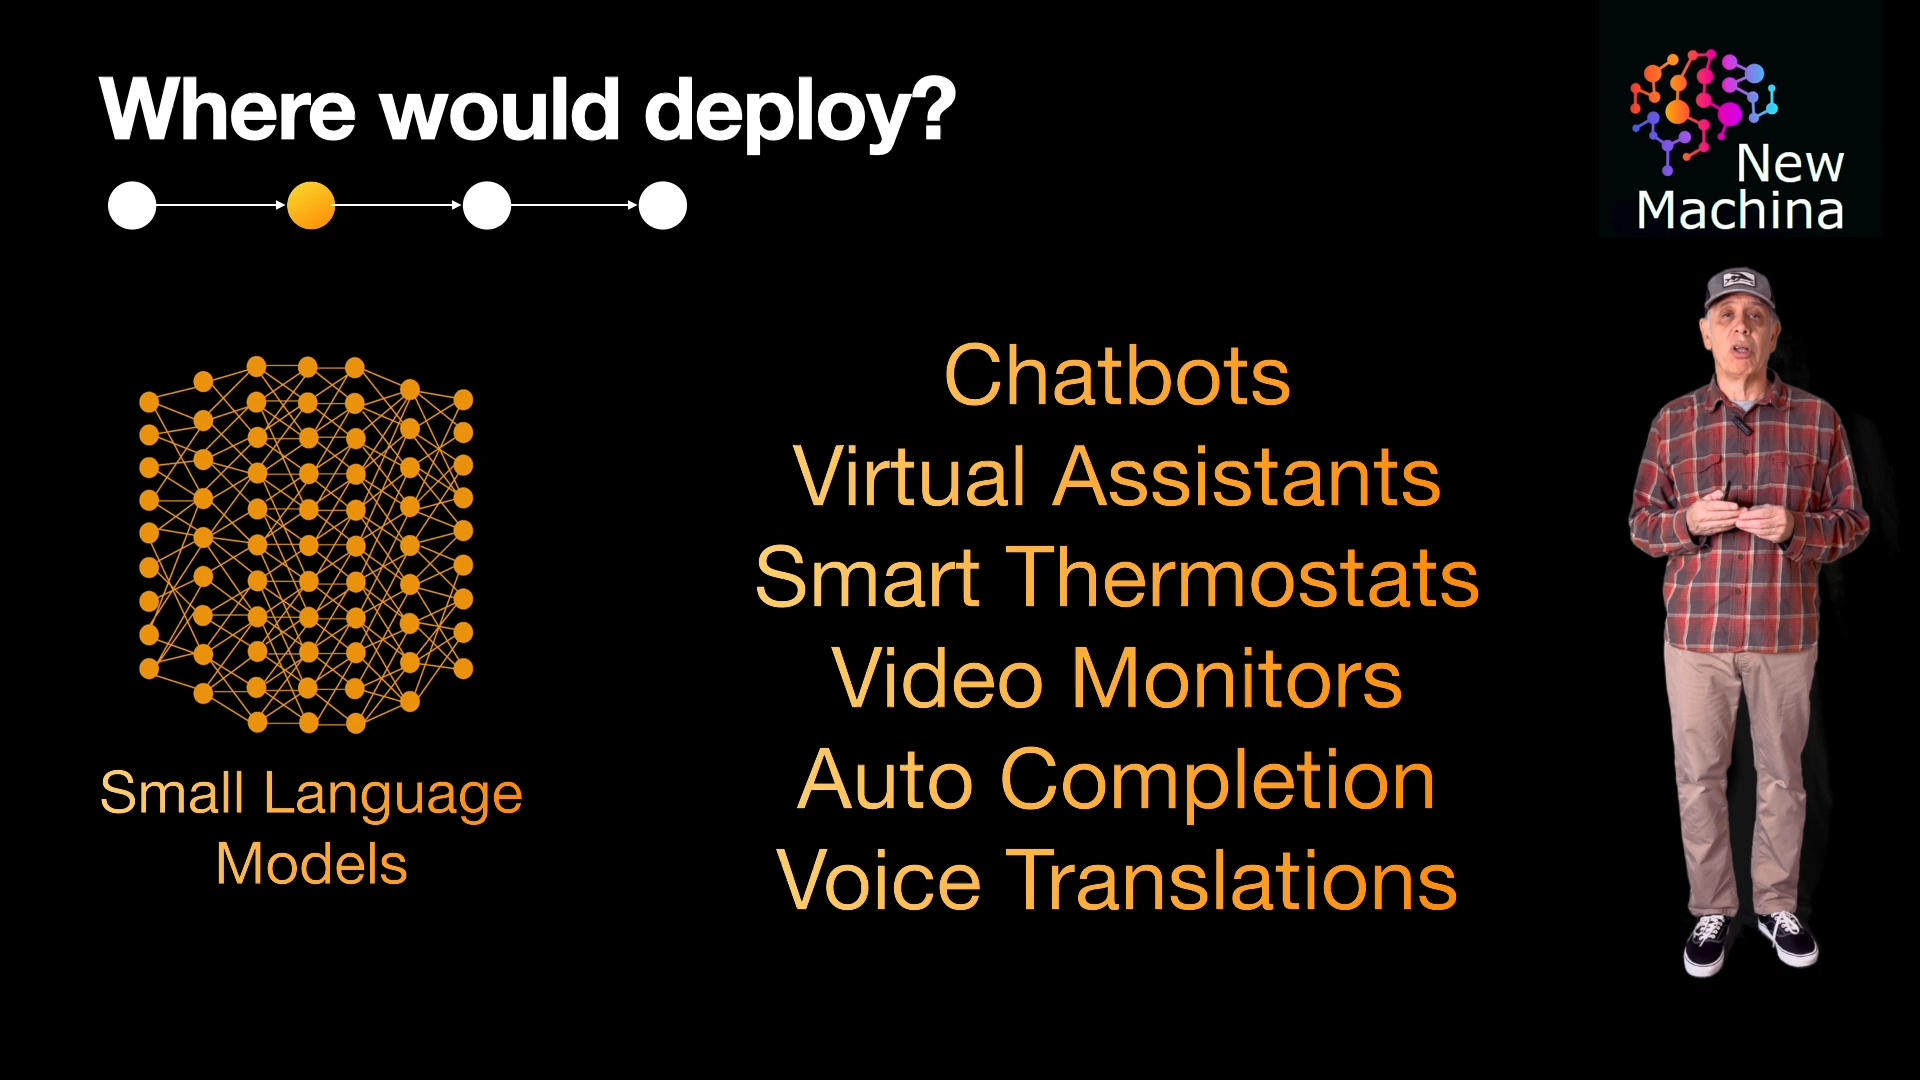 Where would deploy?
New
Machina
Chatbots
Virtual Assistants
Smart Thermostats
Video Monitors
Auto Completion
Voice Translations
Small Language
Models